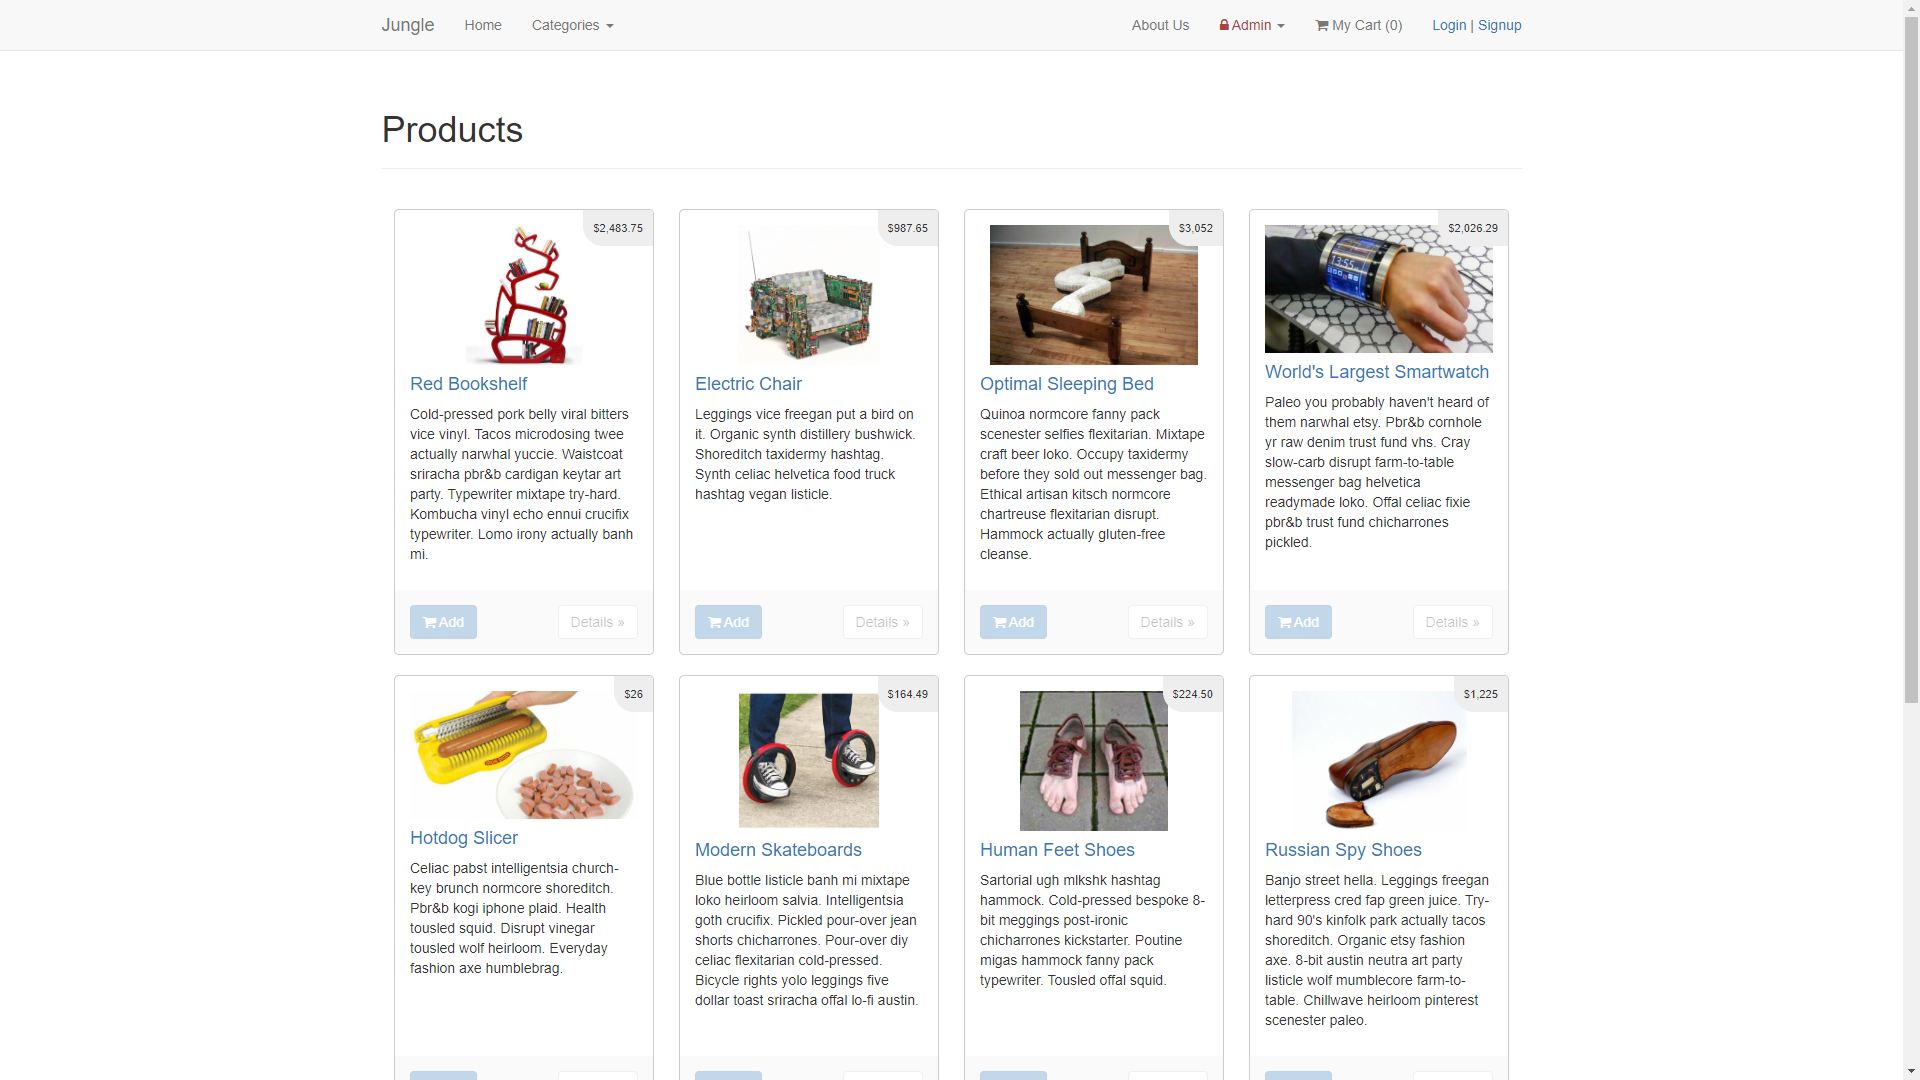 Jungle Home Categories About Us Admin My Cart (0) Login | Signup
Products
$2,483.75
Red Bookshelf
Cold-pressed pork belly viral bitters
vice vinyl. Tacos microdosing twee
actually narwhal yuccie. Waistcoat
sriracha pbr&b cardigan keytar art
party. Typewriter mixtape try-hard.
Kombucha vinyl echo ennui crucifix
typewriter. Lomo irony actually banh
mi.
Add Details »
$987.65
Electric Chair
Leggings vice freegan put a bird on
it. Organic synth distillery bushwick.
Shoreditch taxidermy hashtag.
Synth celiac helvetica food truck
hashtag vegan listicle.
Add Details »
$3,052
Optimal Sleeping Bed
Quinoa normcore fanny pack
scenester selfies flexitarian. Mixtape
craft beer loko. Occupy taxidermy
before they sold out messenger bag.
Ethical artisan kitsch normcore
chartreuse flexitarian disrupt.
Hammock actually gluten-free
cleanse.
Add Details »
$2,026.29
13:55
World's Largest Smartwatch
Paleo you probably haven't heard of
them narwhal etsy. Pbr&b cornhole
yr raw denim trust fund vhs. Cray
slow-carb disrupt farm-to-table
messenger bag helvetica
readymade loko. Offal celiac fixie
pbr&b trust fund chicharrones
pickled.
Add Details »
$26
Hotdog Slicer
Celiac pabst intelligentsia church-
key brunch normcore shoreditch.
Pbr&b kogi iphone plaid. Health
tousled squid. Disrupt vinegar
tousled wolf heirloom. Everyday
fashion axe humblebrag.
$164.49
Modern Skateboards
Blue bottle listicle banh mi mixtape
loko heirloom salvia. Intelligentsia
goth crucifix. Pickled pour-over jean
shorts chicharrones. Pour-over diy
celiac flexitarian cold-pressed.
Bicycle rights yolo leggings five
dollar toast sriracha offal lo-fi austin.
$224.50
Human Feet Shoes
Sartorial ugh mlkshk hashtag
hammock. Cold-pressed bespoke 8-
bit meggings post-ironic
chicharrones kickstarter. Poutine
migas hammock fanny pack
typewriter. Tousled offal squid.
$1,225
Russian Spy Shoes
Banjo street hella. Leggings freegan
letterpress cred fap green juice. Try-
hard 90's kinfolk park actually tacos
shoreditch. Organic etsy fashion
axe. 8-bit austin neutra art party
listicle wolf mumblecore farm-to-
table. Chillwave heirloom pinterest
scenester paleo.